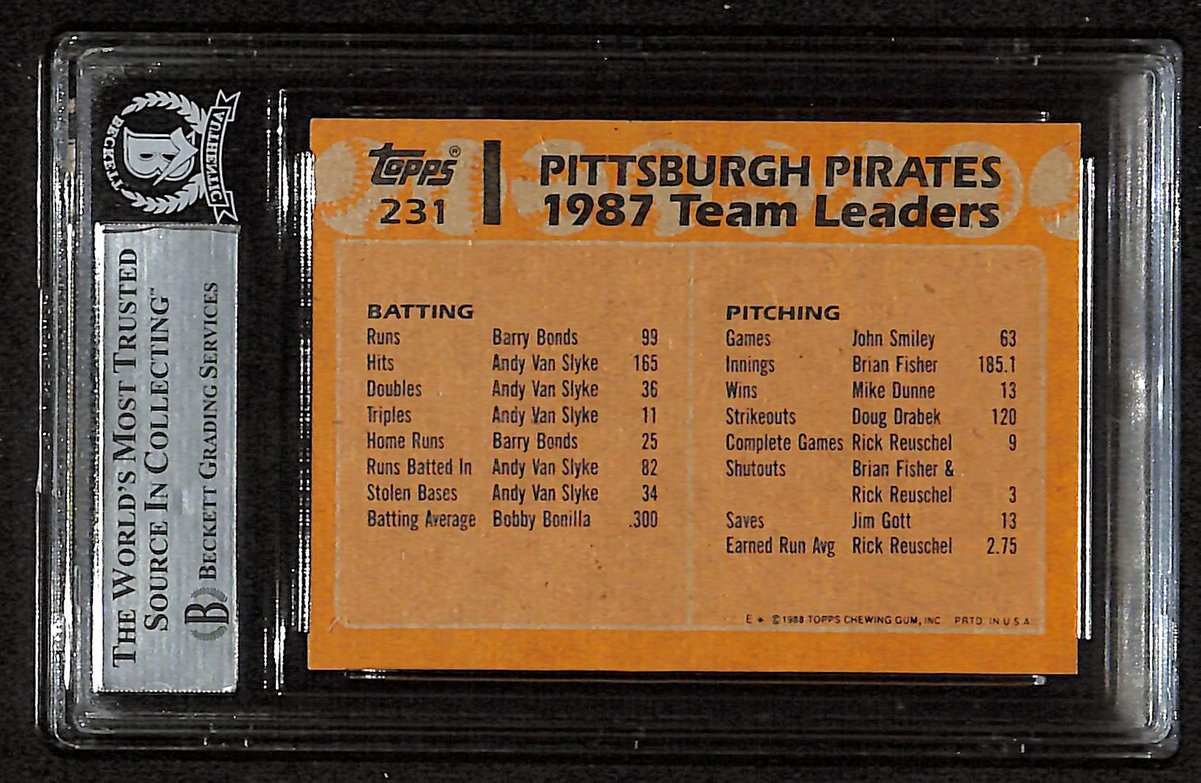 BECKETT
B
AUTHENTIC
THE WORLD'S MOST TRUSTED
SOURCE IN COLLECTING™
B BECKETT GRADING SERVICES
Topps®
231
PITTSBURGH PIRATES
1987 Team Leaders
BATTING
Runs Barry Bonds 99
Hits Andy Van Slyke 165
Doubles Andy Van Slyke 36
Triples Andy Van Slyke 11
Home Runs Barry Bonds 25
Runs Batted In Andy Van Slyke 82
Stolen Bases Andy Van Slyke 34
Batting Average Bobby Bonilla .300
PITCHING
Games John Smiley 63
Innings Brian Fisher 185.1
Wins Mike Dunne 13
Strikeouts Doug Drabek 120
Complete Games Rick Reuschel 9
Shutouts Brian Fisher &
Rick Reuschel 3
Saves Jim Gott 13
Earned Run Avg Rick Reuschel 2.75
E * ©1988 TOPPS CHEWING GUM, INC. PRTD. IN U.S.A.